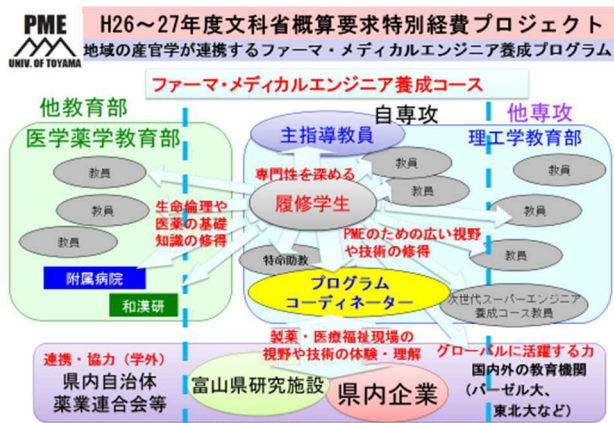 PME
UNIV. OF TOYAMA
H26～27年度文科省概算要求特別経費プロジェクト
地域の産官学が連携するファーマ・メディカルエンジニア養成プログラム
ファーマ・メディカルエンジニア養成コース
他教育部
医学薬学教育部
自専攻
他専攻
理工学教育部
主指導教員
教員
教員
教員
教員
教員
教員
教員
教員
専門性を深める
履修学生
生命倫理や
医薬の基礎
知識の修得
PMEのための広い視野
や技術の修得
特命助教
附属病院
和漢研
プログラム
コーディネーター
次世代スーパーエンジニア
養成コース教員
製薬・医療福祉現場の
視野や技術の体験・理解
連携・協力（学外）
県内自治体
薬業連合会等
富山県研究施設
県内企業
グローバルに活躍する力
国内外の教育機関
(バーゼル大、
東北大など)